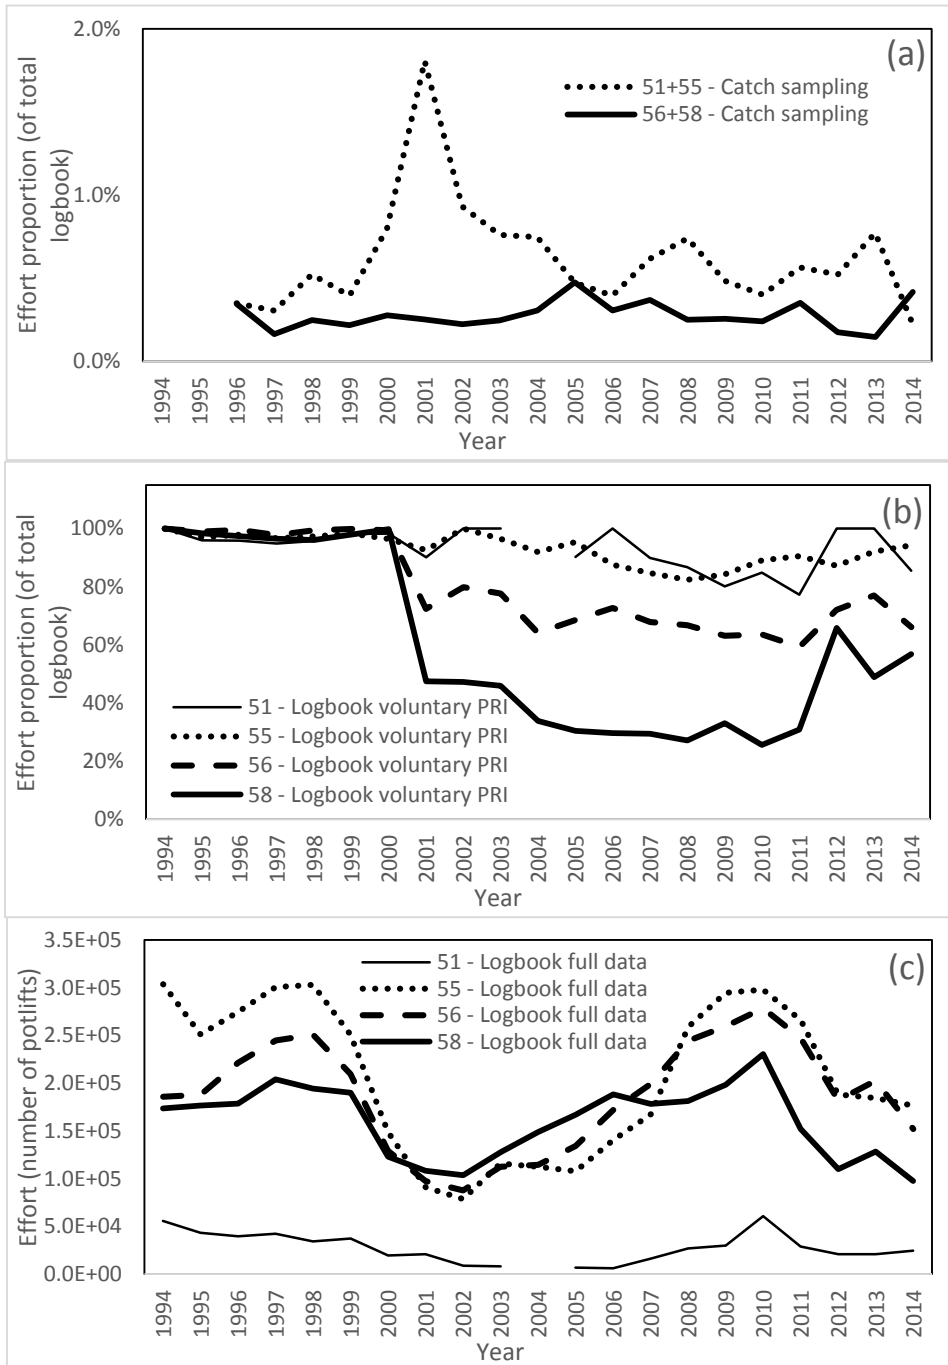 (a)
2.0%
1.0%
0.0%
Effort proportion (of total
logbook)
51+55 - Catch sampling
56+58 - Catch sampling
1994 1995 1996 1997 1998 1999 2000 2001 2002 2003 2004 2005 2006 2007 2008 2009 2010 2011 2012 2013 2014
Year
(b)
100%
80%
60%
40%
20%
0%
Effort proportion (of total
logbook)
51 - Logbook voluntary PRI
55 - Logbook voluntary PRI
56 - Logbook voluntary PRI
58 - Logbook voluntary PRI
1994 1995 1996 1997 1998 1999 2000 2001 2002 2003 2004 2005 2006 2007 2008 2009 2010 2011 2012 2013 2014
Year
(c)
3.5E+05
3.0E+05
2.5E+05
2.0E+05
1.5E+05
1.0E+05
5.0E+04
0.0E+00
Effort (number of potlifts)
51 - Logbook full data
55 - Logbook full data
56 - Logbook full data
58 - Logbook full data
1994 1995 1996 1997 1998 1999 2000 2001 2002 2003 2004 2005 2006 2007 2008 2009 2010 2011 2012 2013 2014
Year